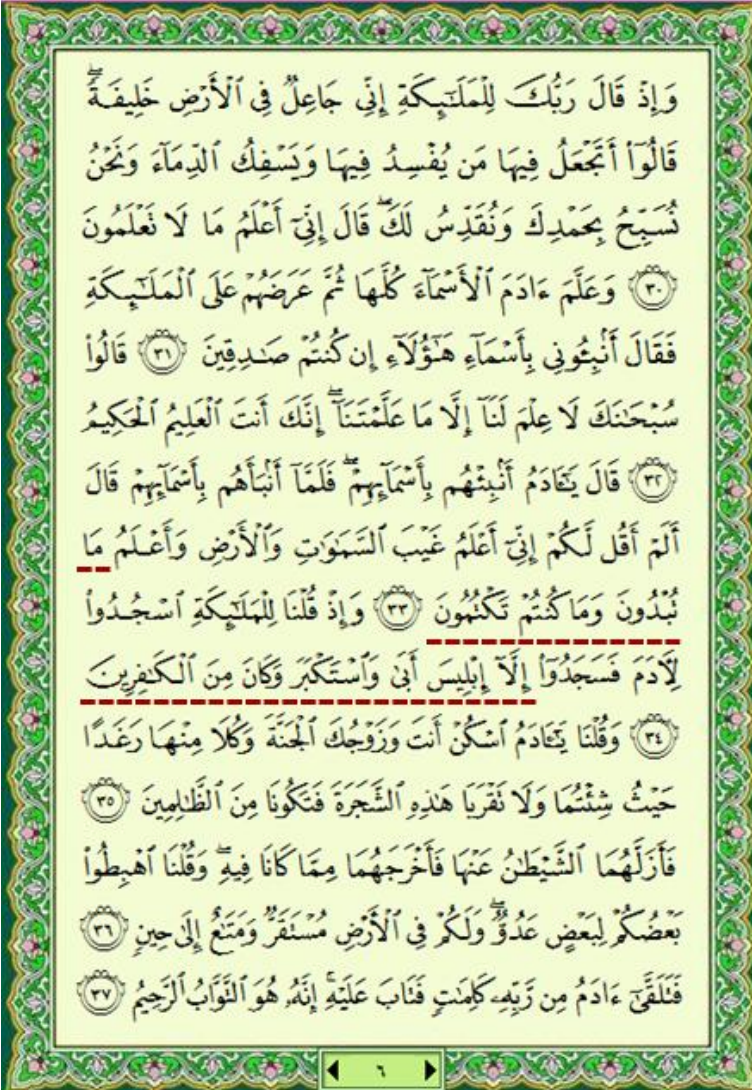 وَإِذْ قَالَ رَبُّكَ لِلْمَلَٰٓئِكَةِ إِنِّى جَاعِلٌ فِى ٱلْأَرْضِ خَلِيفَةً ۖ
قَالُوٓا۟ أَتَجْعَلُ فِيهَا مَن يُفْسِدُ فِيهَا وَيَسْفِكُ ٱلدِّمَآءَ وَنَحْنُ
نُسَبِّحُ بِحَمْدِكَ وَنُقَدِّسُ لَكَ ۖ قَالَ إِنِّىٓ أَعْلَمُ مَا لَا تَعْلَمُونَ
٣٠ وَعَلَّمَ ءَادَمَ ٱلْأَسْمَآءَ كُلَّهَا ثُمَّ عَرَضَهُمْ عَلَى ٱلْمَلَٰٓئِكَةِ
فَقَالَ أَنۢبِـُٔونِى بِأَسْمَآءِ هَٰٓؤُلَآءِ إِن كُنتُمْ صَٰدِقِينَ ٣١ قَالُوا۟
سُبْحَٰنَكَ لَا عِلْمَ لَنَآ إِلَّا مَا عَلَّمْتَنَآ ۖ إِنَّكَ أَنتَ ٱلْعَلِيمُ ٱلْحَكِيمُ
٣٢ قَالَ يَٰٓـَٔادَمُ أَنۢبِئْهُم بِأَسْمَآئِهِمْ ۖ فَلَمَّآ أَنۢبَأَهُم بِأَسْمَآئِهِمْ قَالَ
أَلَمْ أَقُل لَّكُمْ إِنِّىٓ أَعْلَمُ غَيْبَ ٱلسَّمَٰوَٰتِ وَٱلْأَرْضِ وَأَعْلَمُ مَا
تُبْدُونَ وَمَا كُنتُمْ تَكْتُمُونَ ٣٣ وَإِذْ قُلْنَا لِلْمَلَٰٓئِكَةِ ٱسْجُدُوا۟
لِـَٔادَمَ فَسَجَدُوٓا۟ إِلَّآ إِبْلِيسَ أَبَىٰ وَٱسْتَكْبَرَ وَكَانَ مِنَ ٱلْكَٰفِرِينَ
٣٤ وَقُلْنَا يَٰٓـَٔادَمُ ٱسْكُنْ أَنتَ وَزَوْجُكَ ٱلْجَنَّةَ وَكُلَا مِنْهَا رَغَدًا
حَيْثُ شِئْتُمَا وَلَا تَقْرَبَا هَٰذِهِ ٱلشَّجَرَةَ فَتَكُونَا مِنَ ٱلظَّٰلِمِينَ ٣٥
فَأَزَلَّهُمَا ٱلشَّيْطَٰنُ عَنْهَا فَأَخْرَجَهُمَا مِمَّا كَانَا فِيهِ ۖ وَقُلْنَا ٱهْبِطُوا۟
بَعْضُكُمْ لِبَعْضٍ عَدُوٌّ ۖ وَلَكُمْ فِى ٱلْأَرْضِ مُسْتَقَرٌّ وَمَتَٰعٌ إِلَىٰ حِينٍ ٣٦
فَتَلَقَّىٰٓ ءَادَمُ مِن رَّبِّهِۦ كَلِمَٰتٍ فَتَابَ عَلَيْهِ ۚ إِنَّهُۥ هُوَ ٱلتَّوَّابُ ٱلرَّحِيمُ ٣٧
٦